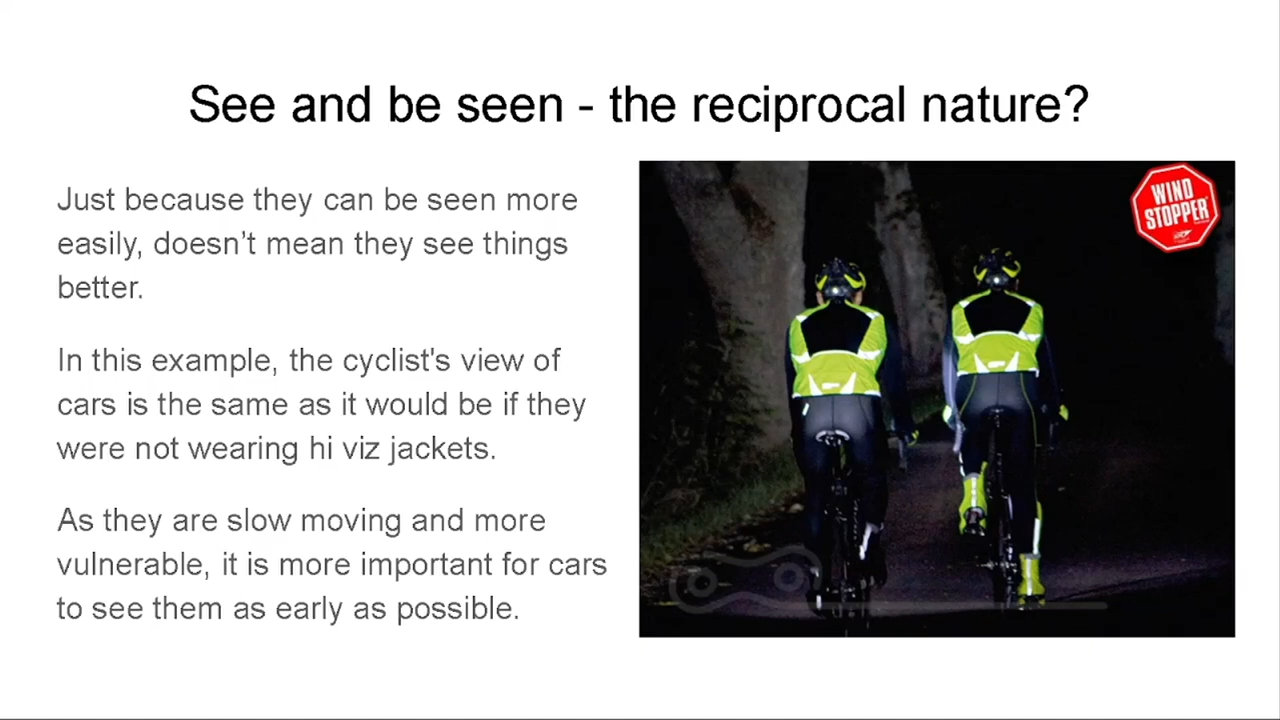 See and be seen - the reciprocal nature?
Just because they can be seen more
easily, doesn’t mean they see things
better.
In this example, the cyclist's view of
cars is the same as it would be if they
were not wearing hi viz jackets.
As they are slow moving and more
vulnerable, it is more important for cars
to see them as early as possible.
WIND
STOPPER